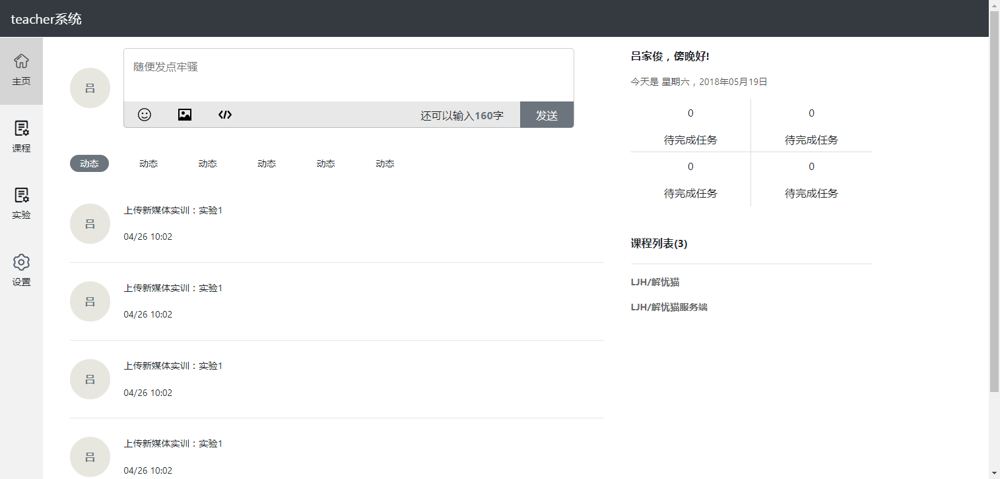 teacher系统
主页
课程
实验
设置
吕
随便发点牢骚
还可以输入160字
发送
动态 动态 动态 动态 动态 动态
吕
上传新媒体实训：实验1
04/26 10:02
吕
上传新媒体实训：实验1
04/26 10:02
吕
上传新媒体实训：实验1
04/26 10:02
吕
上传新媒体实训：实验1
04/26 10:02
吕家俊，傍晚好!
今天是 星期六，2018年05月19日
0 0
待完成任务 待完成任务
0 0
待完成任务 待完成任务
课程列表(3)
LJH/解忧猫
LJH/解忧猫服务端